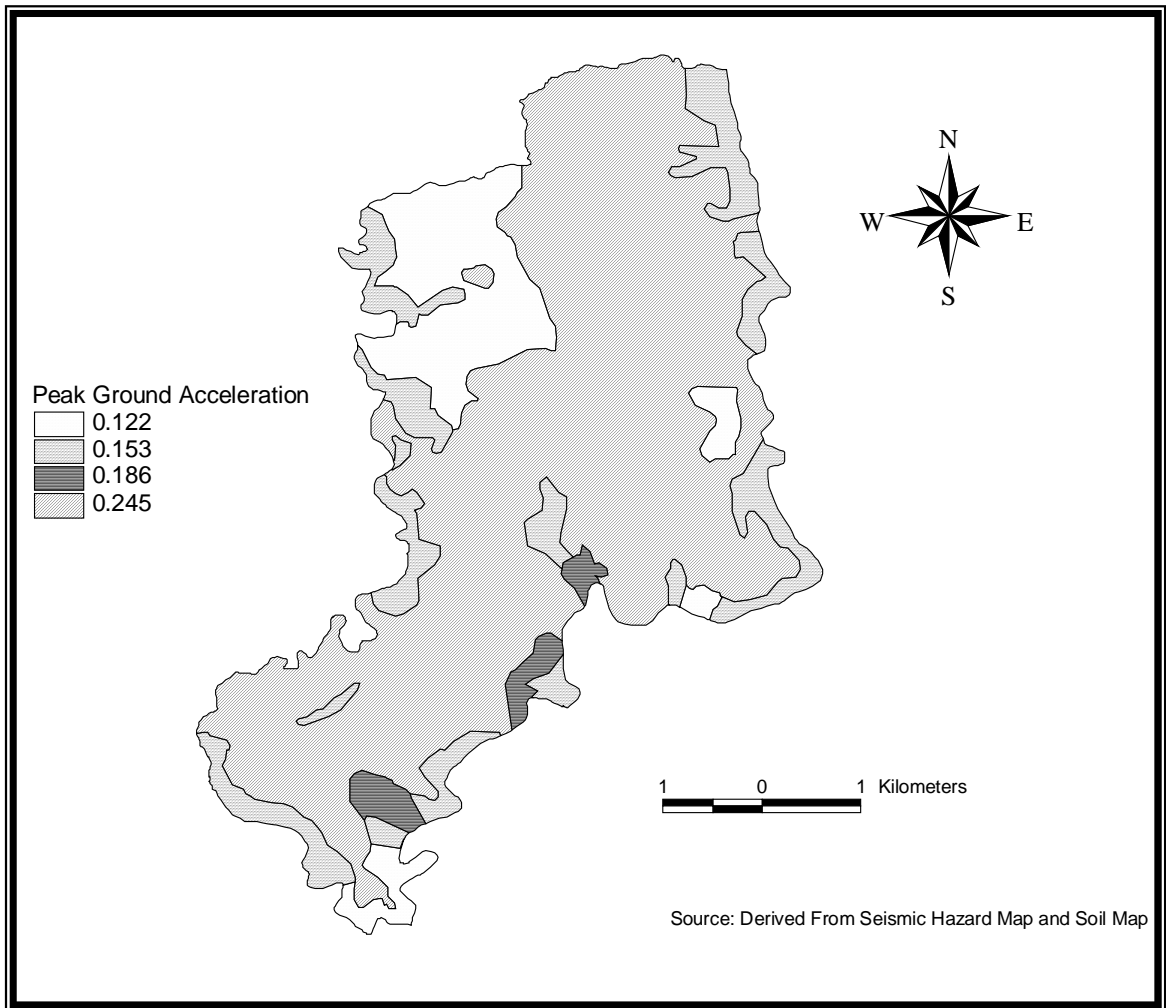 N
W E
S
Peak Ground Acceleration
0.122
0.153
0.186
0.245
1 0 1 Kilometers
Source: Derived From Seismic Hazard Map and Soil Map